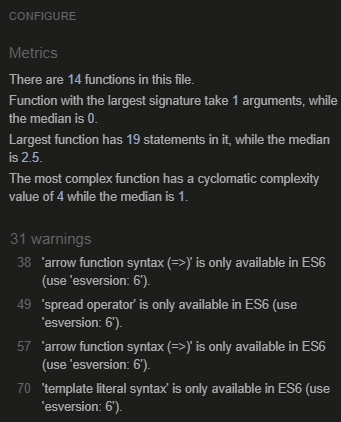 CONFIGURE
Metrics
There are 14 functions in this file.
Function with the largest signature take 1 arguments, while
the median is 0.
Largest function has 19 statements in it, while the median
is 2.5.
The most complex function has a cyclomatic complexity
value of 4 while the median is 1.
31 warnings
38 'arrow function syntax (=>)' is only available in ES6
(use 'esversion: 6').
49 'spread operator' is only available in ES6 (use
'esversion: 6').
57 'arrow function syntax (=>)' is only available in ES6
(use 'esversion: 6').
70 'template literal syntax' is only available in ES6 (use
'esversion: 6').